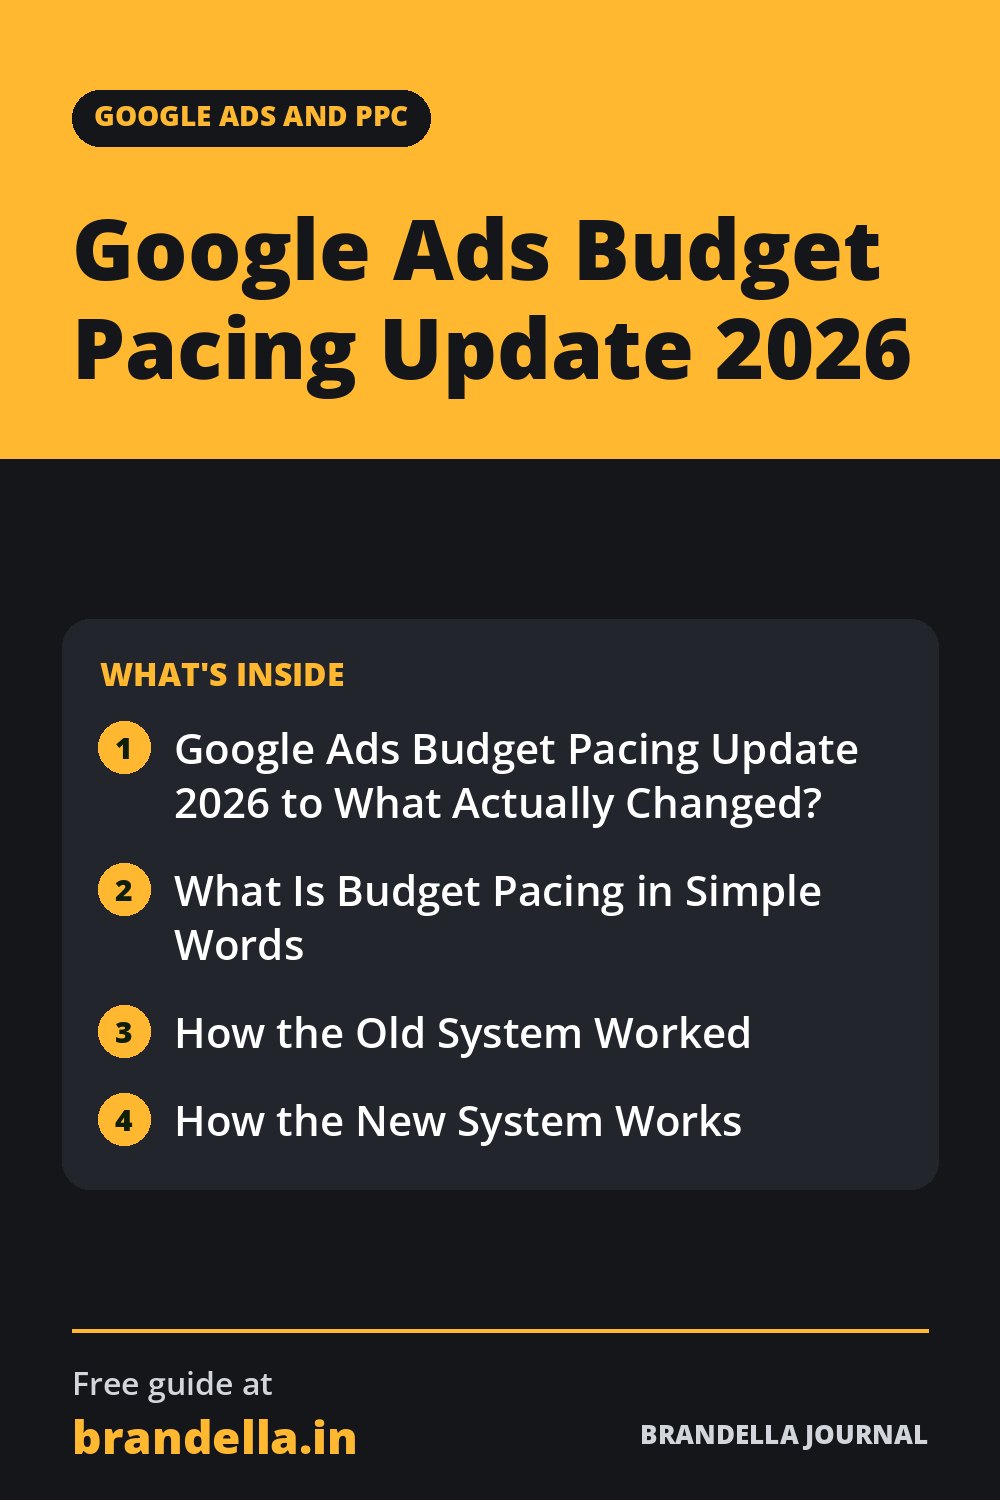 GOOGLE ADS AND PPC
Google Ads Budget
Pacing Update 2026
WHAT'S INSIDE
1 Google Ads Budget Pacing Update
2026 to What Actually Changed?
2 What Is Budget Pacing in Simple
Words
3 How the Old System Worked
4 How the New System Works
Free guide at
brandella.in
BRANDELLA JOURNAL